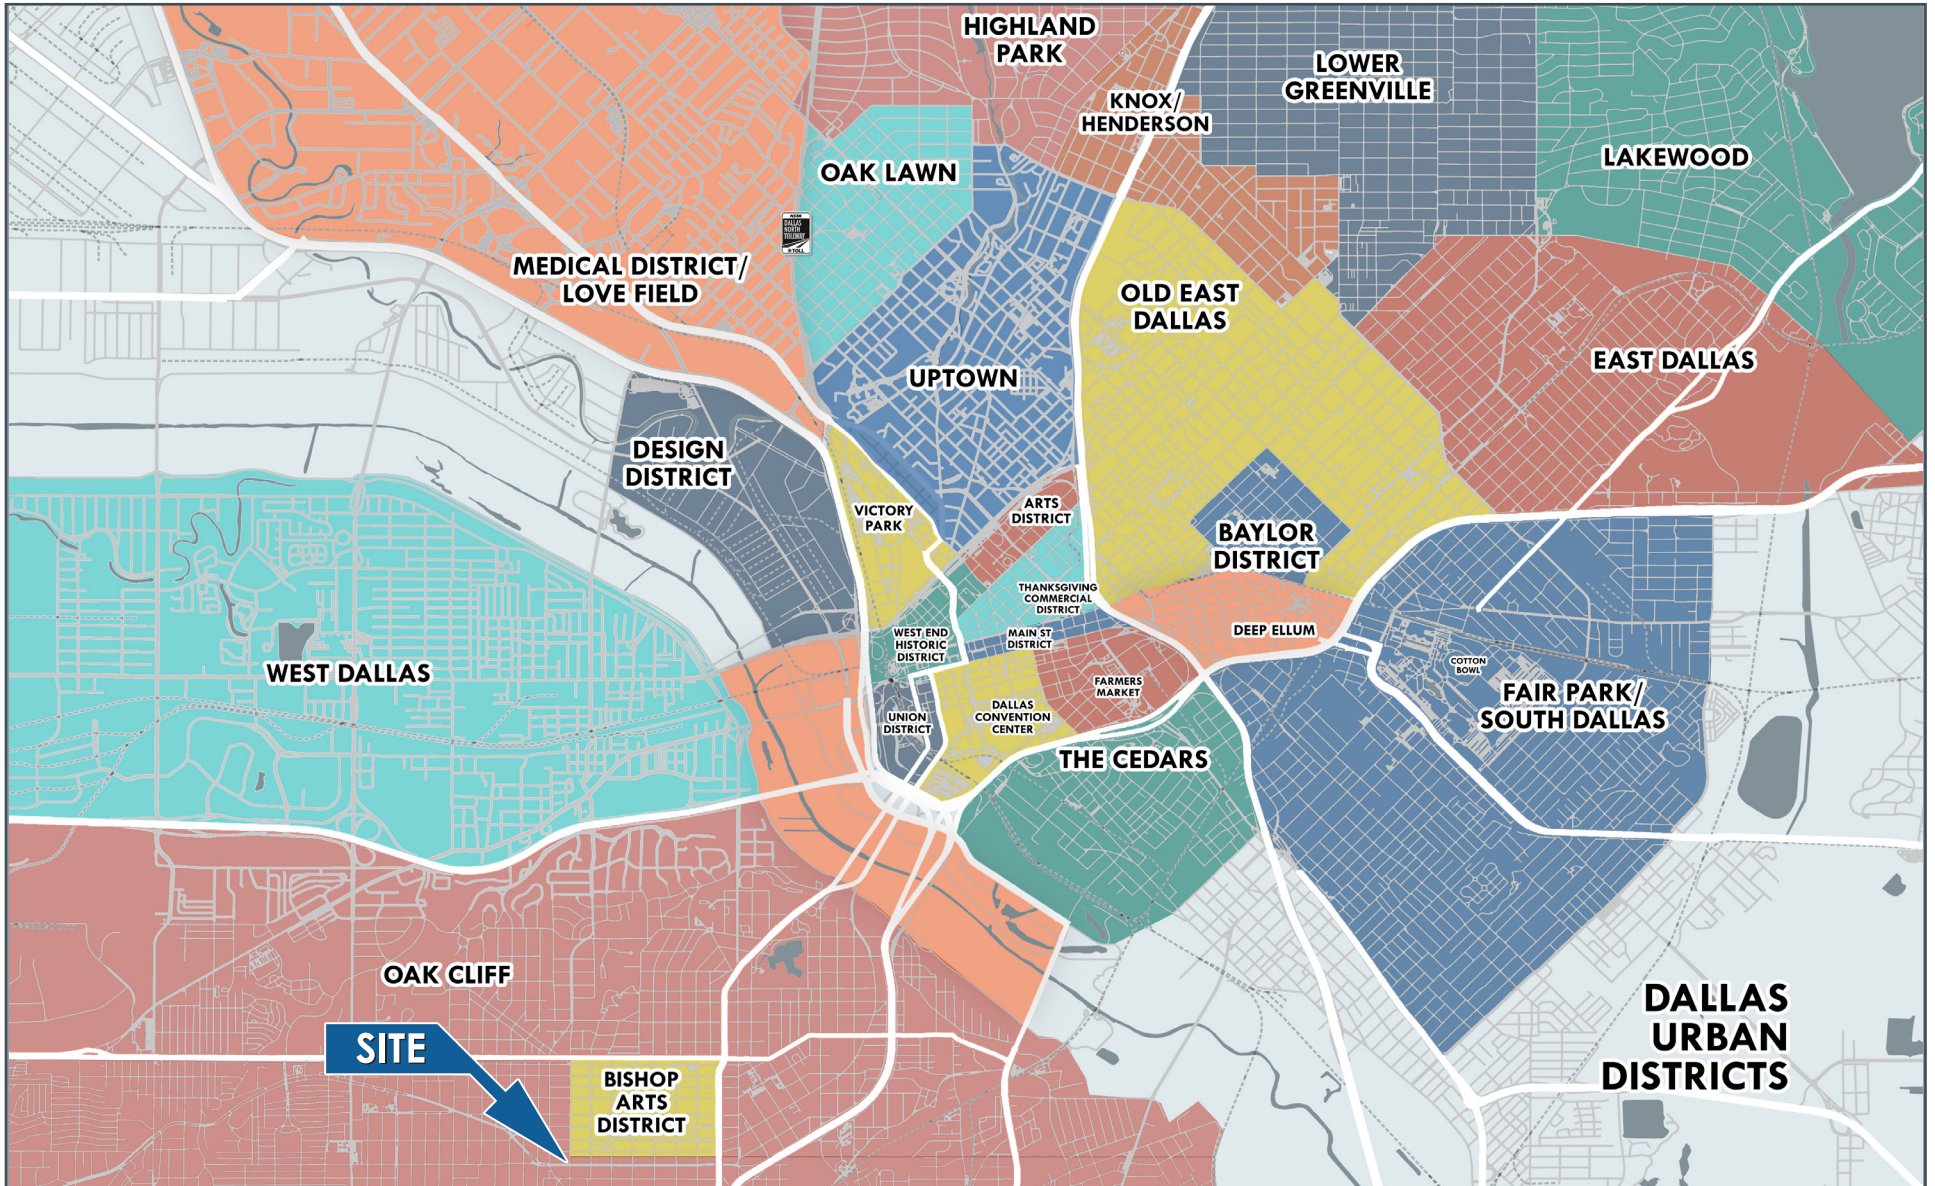 HIGHLAND
PARK
LOWER
GREENVILLE
KNOX/
HENDERSON
LAKEWOOD
OAK LAWN
DALLAS
NORTH
TOLLWAY
MEDICAL DISTRICT/
LOVE FIELD
OLD EAST
DALLAS
EAST DALLAS
UPTOWN
DESIGN
DISTRICT
VICTORY
PARK
ARTS
DISTRICT
BAYLOR
DISTRICT
THANKSGIVING
COMMERCIAL
DISTRICT
WEST END
HISTORIC
DISTRICT
MAIN ST
DISTRICT
DEEP ELLUM
COTTON
BOWL
WEST DALLAS
FARMERS
MARKET
FAIR PARK/
SOUTH DALLAS
UNION
DISTRICT
DALLAS
CONVENTION
CENTER
THE CEDARS
OAK CLIFF
SITE
BISHOP
ARTS
DISTRICT
DALLAS
URBAN
DISTRICTS